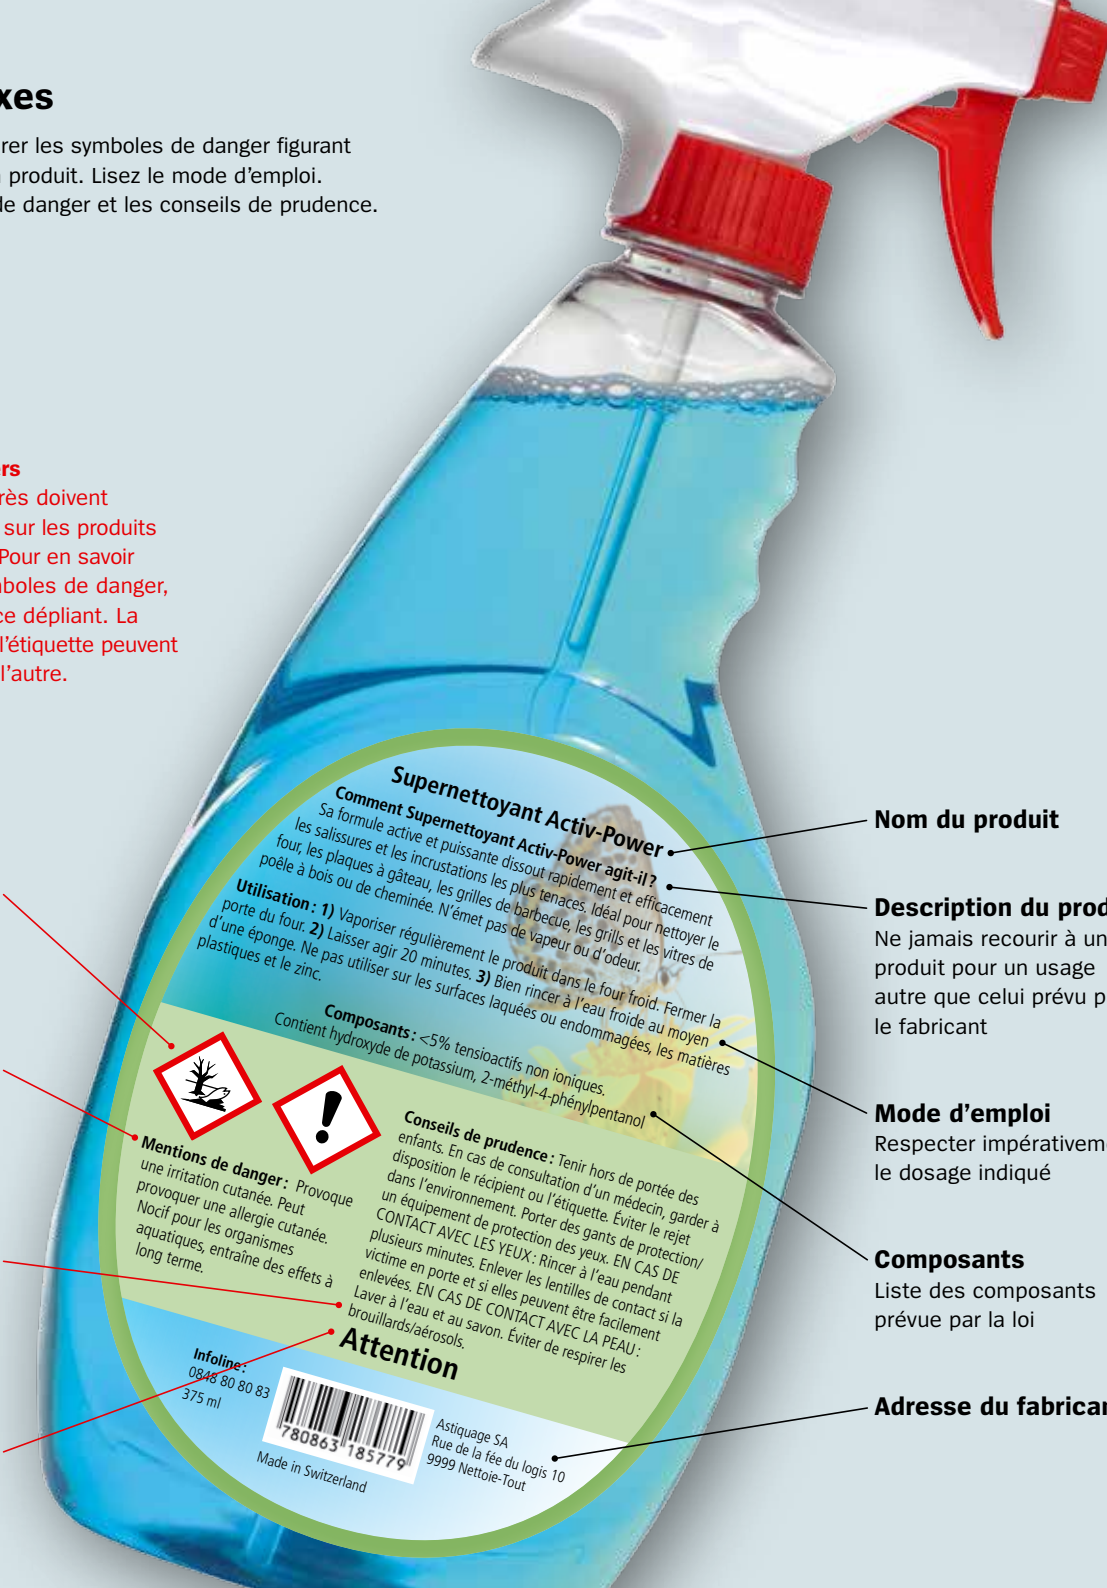 xes
rer les symboles de danger figurant
produit. Lisez le mode d’emploi.
de danger et les conseils de prudence.
ers
rès doivent
sur les produits
Pour en savoir
boles de danger,
ce dépliant. La
l’étiquette peuvent
l’autre.
Supernettoyant Activ-Power
Comment Supernettoyant Activ-Power agit-il ?
Sa formule active et puissante dissout rapidement et efficacement
les salissures et les incrustations les plus tenaces. Idéal pour nettoyer le
four, les plaques à gâteau, les grilles de barbecue, les grills et les vitres de
poêle à bois ou de cheminée. N’émet pas de vapeur ou d’odeur.
Utilisation : 1) Vaporiser régulièrement le produit dans le four froid. Fermer la
porte du four. 2) Laisser agir 20 minutes. 3) Bien rincer à l’eau froide au moyen
d’une éponge. Ne pas utiliser sur les surfaces laquées ou endommagées, les matières
plastiques et le zinc.
Composants : <5% tensioactifs non ioniques.
Contient hydroxyde de potassium, 2-méthyl-4-phénylpentanol
Mentions de danger : Provoque
une irritation cutanée. Peut
provoquer une allergie cutanée.
Nocif pour les organismes
aquatiques, entraîne des effets à
long terme.
Conseils de prudence : Tenir hors de portée des
enfants. En cas de consultation d’un médecin, garder à
disposition le récipient ou l’étiquette. Éviter le rejet
dans l’environnement. Porter des gants de protection/
un équipement de protection des yeux. EN CAS DE
CONTACT AVEC LES YEUX : Rincer à l’eau pendant
plusieurs minutes. Enlever les lentilles de contact si la
victime en porte et si elles peuvent être facilement
enlevées. EN CAS DE CONTACT AVEC LA PEAU :
Laver à l’eau et au savon. Éviter de respirer les
brouillards/aérosols.
Attention
Infoline :
0848 80 80 83
375 ml
780863 185779
Made in Switzerland
Astiquage SA
Rue de la fée du logis 10
9999 Nettoie-Tout
Nom du produit
Description du prod
Ne jamais recourir à un
produit pour un usage
autre que celui prévu p
le fabricant
Mode d’emploi
Respecter impérativeme
le dosage indiqué
Composants
Liste des composants
prévue par la loi
Adresse du fabrican